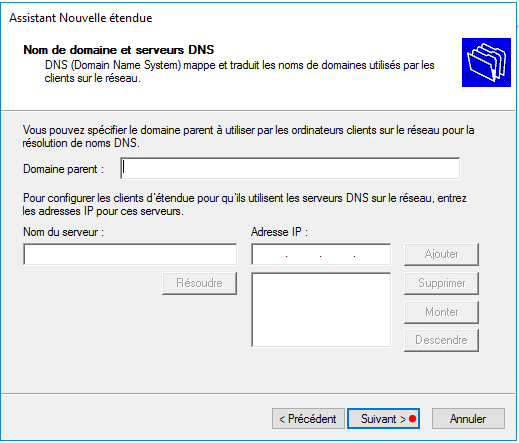 Assistant Nouvelle étendue
Nom de domaine et serveurs DNS
DNS (Domain Name System) mappe et traduit les noms de domaines utilisés par les
clients sur le réseau.
Vous pouvez spécifier le domaine parent à utiliser par les ordinateurs clients sur le réseau pour la
résolution de noms DNS.
Domaine parent :
Pour configurer les clients d'étendue pour qu'ils utilisent les serveurs DNS sur le réseau, entrez
les adresses IP pour ces serveurs.
Nom du serveur :
Adresse IP :
Ajouter
Résoudre
Supprimer
Monter
Descendre
< Précédent
Suivant >
Annuler